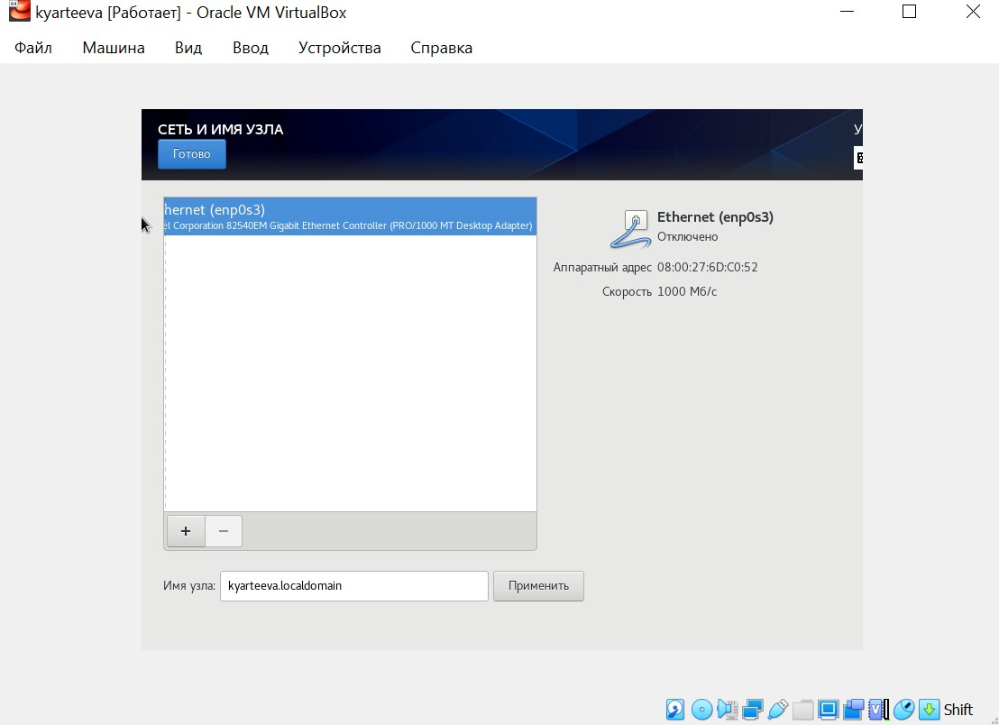 kyarteeva [Работает] - Oracle VM VirtualBox
Файл Машина Вид Ввод Устройства Справка
СЕТЬ И ИМЯ УЗЛА
У
Готово
hernet (enp0s3)
el Corporation 82540EM Gigabit Ethernet Controller (PRO/1000 MT Desktop Adapter)
Ethernet (enp0s3)
Отключено
Аппаратный адрес 08:00:27:6D:C0:52
Скорость 1000 Мб/с
+ −
Имя узла: kyarteeva.localdomain Применить
Shift